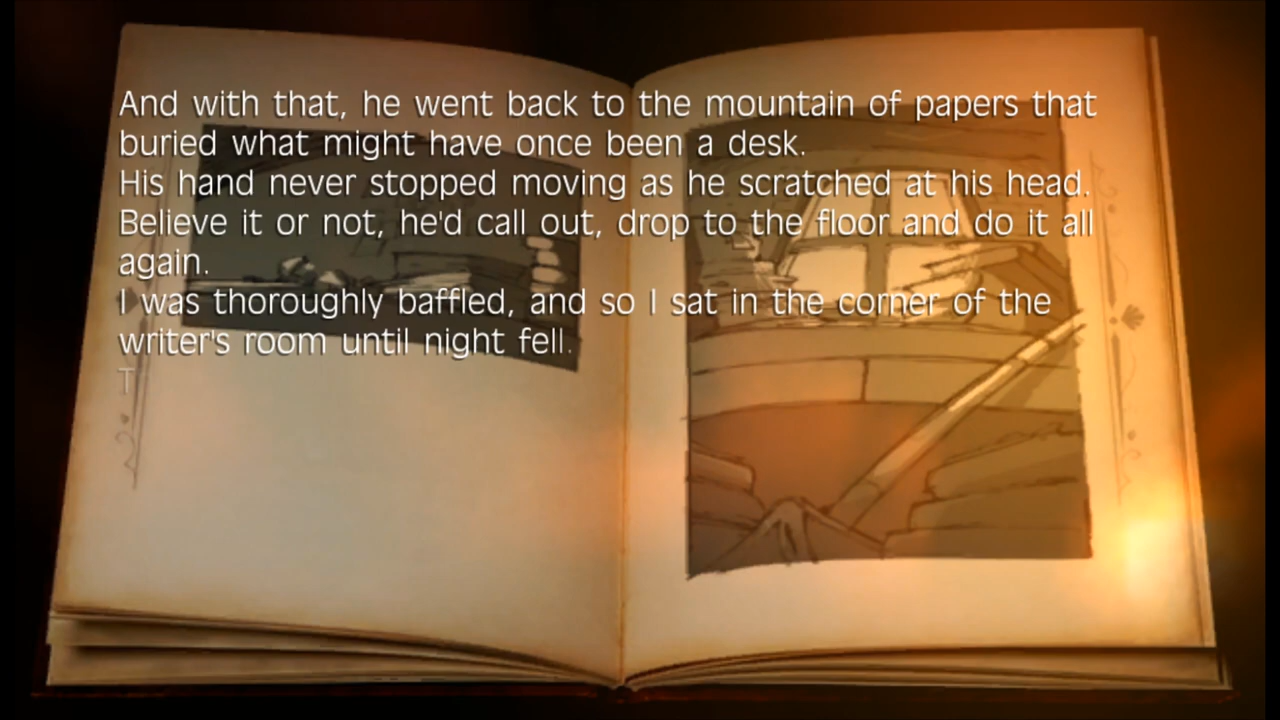 And with that, he went back to the mountain of papers that
buried what might have once been a desk.
His hand never stopped moving as he scratched at his head.
Believe it or not, he'd call out, drop to the floor and do it all
again.
I was thoroughly baffled, and so I sat in the corner of the
writer's room until night fell.
T